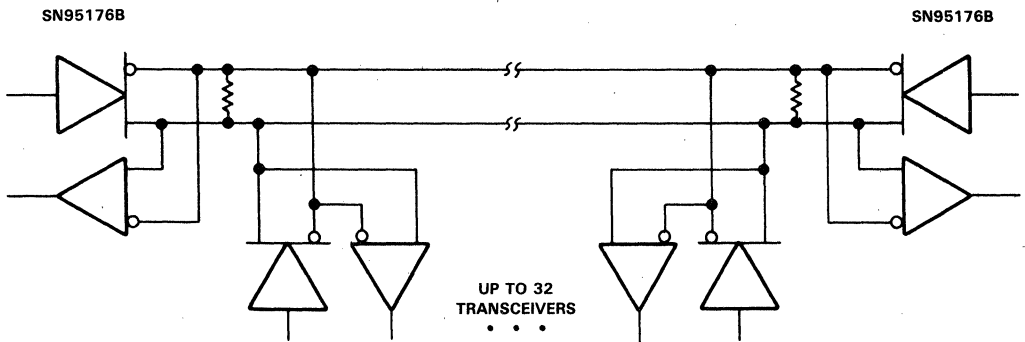 SN95176B
SN95176B
UP TO 32
TRANSCEIVERS
• • •